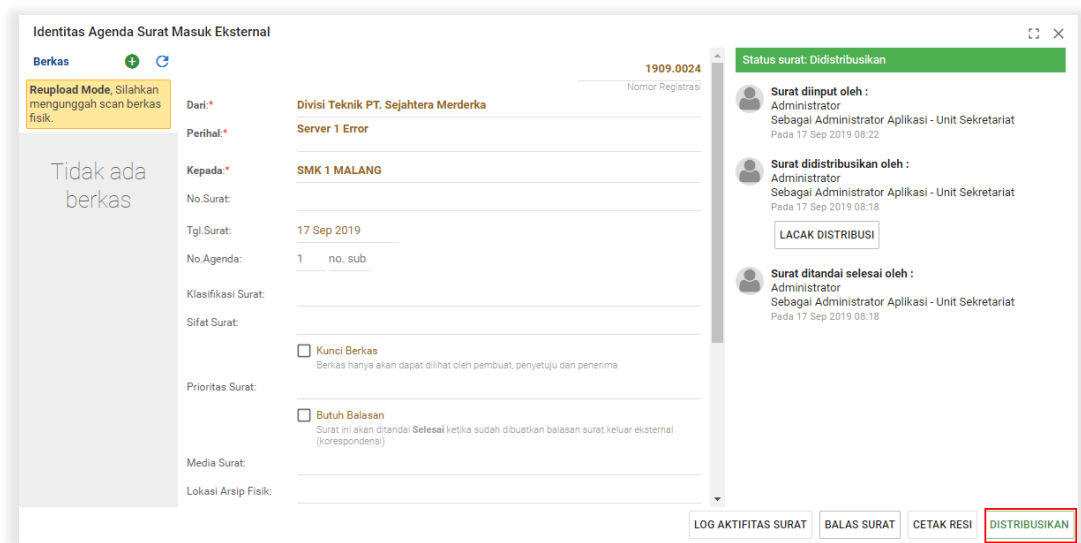 Identitas Agenda Surat Masuk Eksternal
Berkas
Reupload Mode, Silahkan
mengunggah scan berkas
fisik.
Tidak ada
berkas
1909.0024
Nomor Registrasi
Dari:*
Divisi Teknik PT. Sejahtera Merderka
Perihal:*
Server 1 Error
Kepada:*
SMK 1 MALANG
No.Surat:
Tgl.Surat:
17 Sep 2019
No.Agenda:
1 no. sub
Klasifikasi Surat:
Sifat Surat:
Kunci Berkas
Berkas hanya akan dapat dilihat oleh pembuat, penyetuju dan penerima
Prioritas Surat:
Butuh Balasan
Surat ini akan ditandai Selesai ketika sudah dibuatkan balasan surat keluar eksternal
(korespondensi)
Media Surat:
Lokasi Arsip Fisik:
Status surat: Didistribusikan
Surat diinput oleh :
Administrator
Sebagai Administrator Aplikasi - Unit Sekretariat
Pada 17 Sep 2019 08:22
Surat didistribusikan oleh :
Administrator
Sebagai Administrator Aplikasi - Unit Sekretariat
Pada 17 Sep 2019 08:18
LACAK DISTRIBUSI
Surat ditandai selesai oleh :
Administrator
Sebagai Administrator Aplikasi - Unit Sekretariat
Pada 17 Sep 2019 08:18
LOG AKTIFITAS SURAT
BALAS SURAT
CETAK RESI
DISTRIBUSIKAN